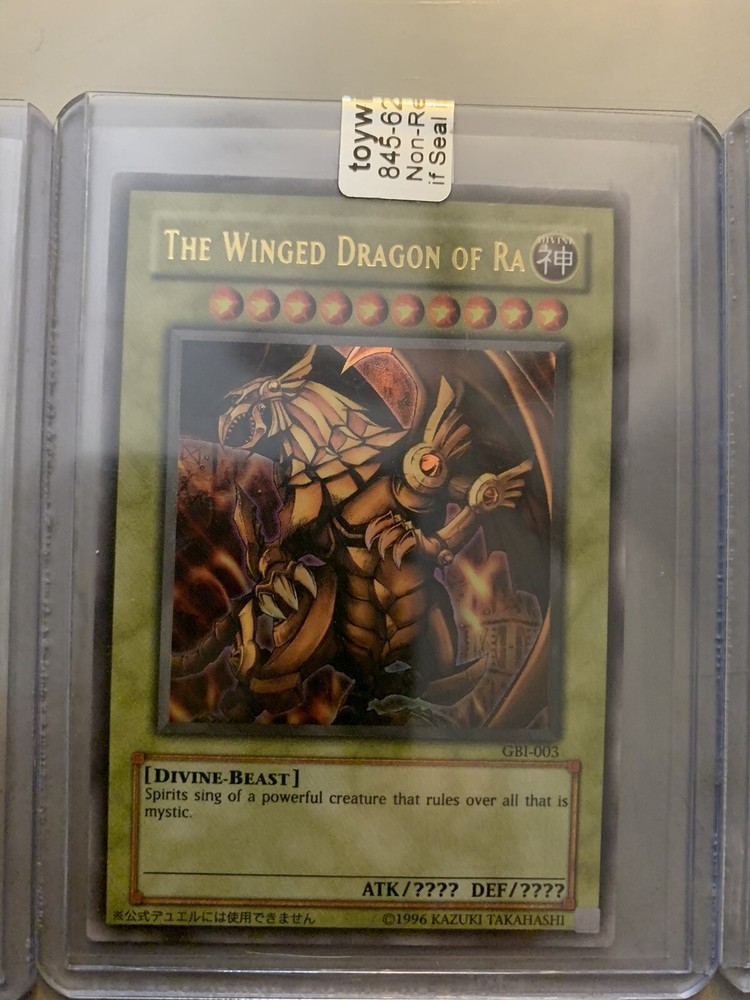 toyw
845-62
Non-Re
if Seal
THE WINGED DRAGON OF RA
DIVINE
神
GBI-003
[DIVINE-BEAST]
Spirits sing of a powerful creature that rules over all that is
mystic.
ATK/???? DEF/????
※公式デュエルには使用できません
©1996 KAZUKI TAKAHASHI